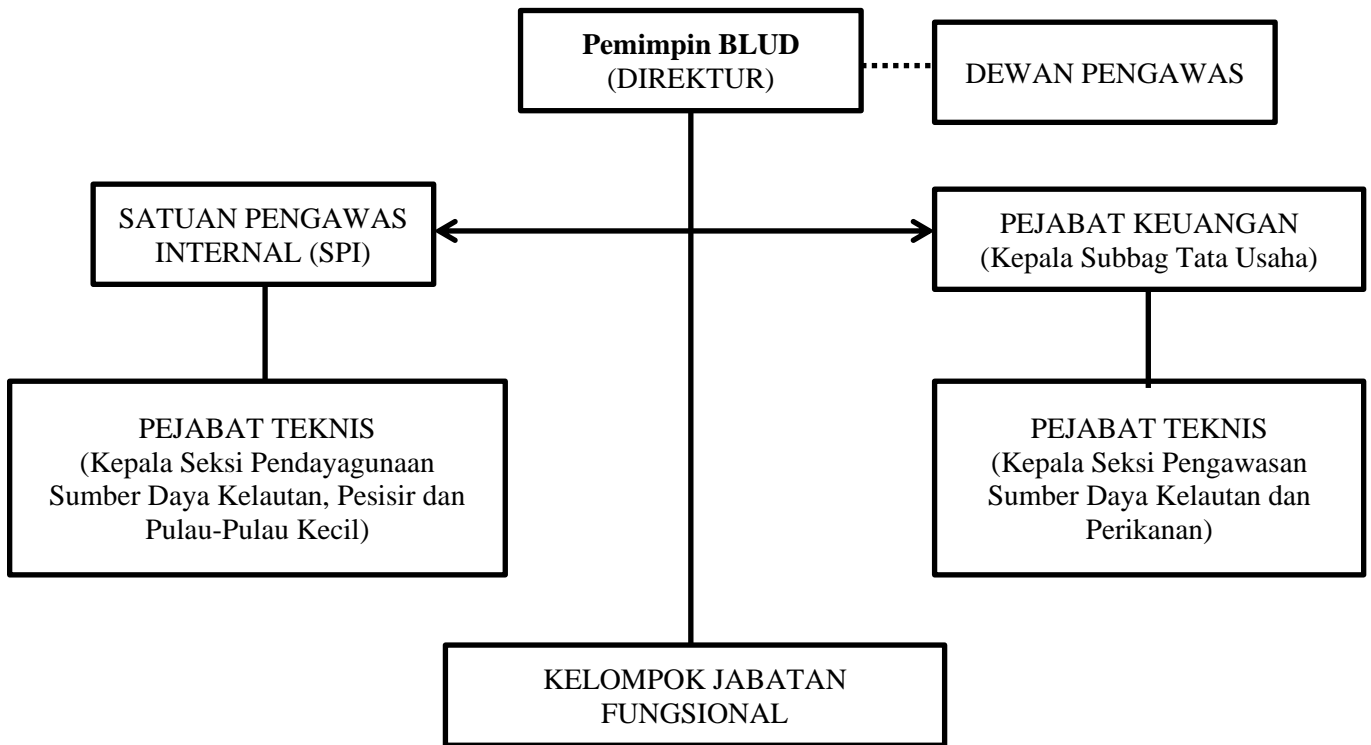 Pemimpin BLUD
(DIREKTUR)
DEWAN PENGAWAS
SATUAN PENGAWAS
INTERNAL (SPI)
PEJABAT KEUANGAN
(Kepala Subbag Tata Usaha)
PEJABAT TEKNIS
(Kepala Seksi Pendayagunaan
Sumber Daya Kelautan, Pesisir dan
Pulau-Pulau Kecil)
PEJABAT TEKNIS
(Kepala Seksi Pengawasan
Sumber Daya Kelautan dan
Perikanan)
KELOMPOK JABATAN
FUNGSIONAL